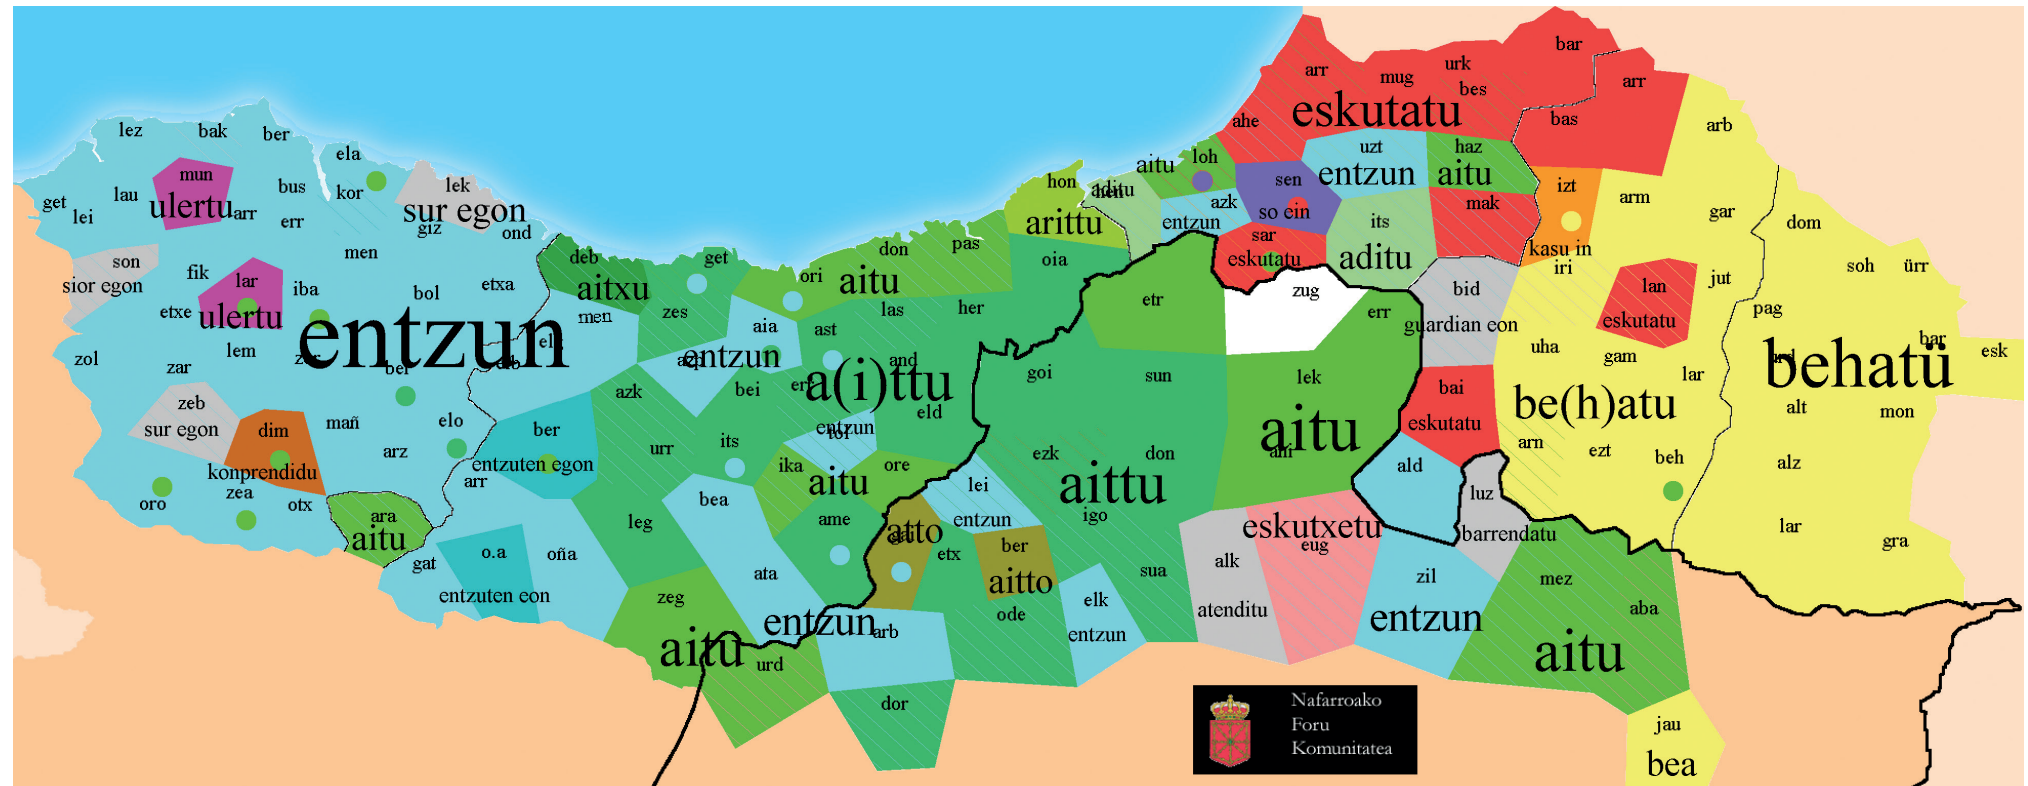 lez
bak
ber
ela
mun
ulertu
lau
get
lei
arr
bus
err
kor
lek
sur egon
giz
ond
men
son
sior egon
fik
lar
ulertu
iba
etxe
bol
etxa
entzun
zol
zar
lem
zeb
sur egon
dim
konprendidu
mañ
elo
arz
oro
zea
otx
ara
aitu
arr
gat
deb
aitxu
men
get
zes
ori
don
pas
aitu
hon
arittu
oia
aia
entzun
ast
las
her
and
a(i)ttu
azk
bei
eld
entzun
ber
entzuten egon
urr
its
ika
ore
aitu
bea
leg
ame
o.a
oña
entzuten eon
ata
zeg
aitu
entzun
arb
urd
dor
atto
etx
lei
entzun
ber
aitto
ode
elk
entzun
goi
sun
etr
ezk
don
aittu
igo
sua
zug
err
lek
aitu
eskutxetu
eug
alk
atenditu
aitu
loh
aditu
azk
entzun
sen
so ein
sar
eskutatu
ahe
arr
mug
urk
bes
bar
eskutatu
uzt
entzun
haz
aitu
its
aditu
mak
bas
arr
arb
izt
kasu in
iri
arm
gar
bid
guardian eon
lan
eskutatu
jut
uha
gam
lar
bai
eskutatu
be(h)atu
arn
ezt
beh
ald
luz
barrendatu
zil
entzun
mez
aba
aitu
jau
bea
dom
soh
ürr
pag
bar
esk
behatü
alt
mon
alz
lar
gra
Nafarroako
Foru
Komunitatea